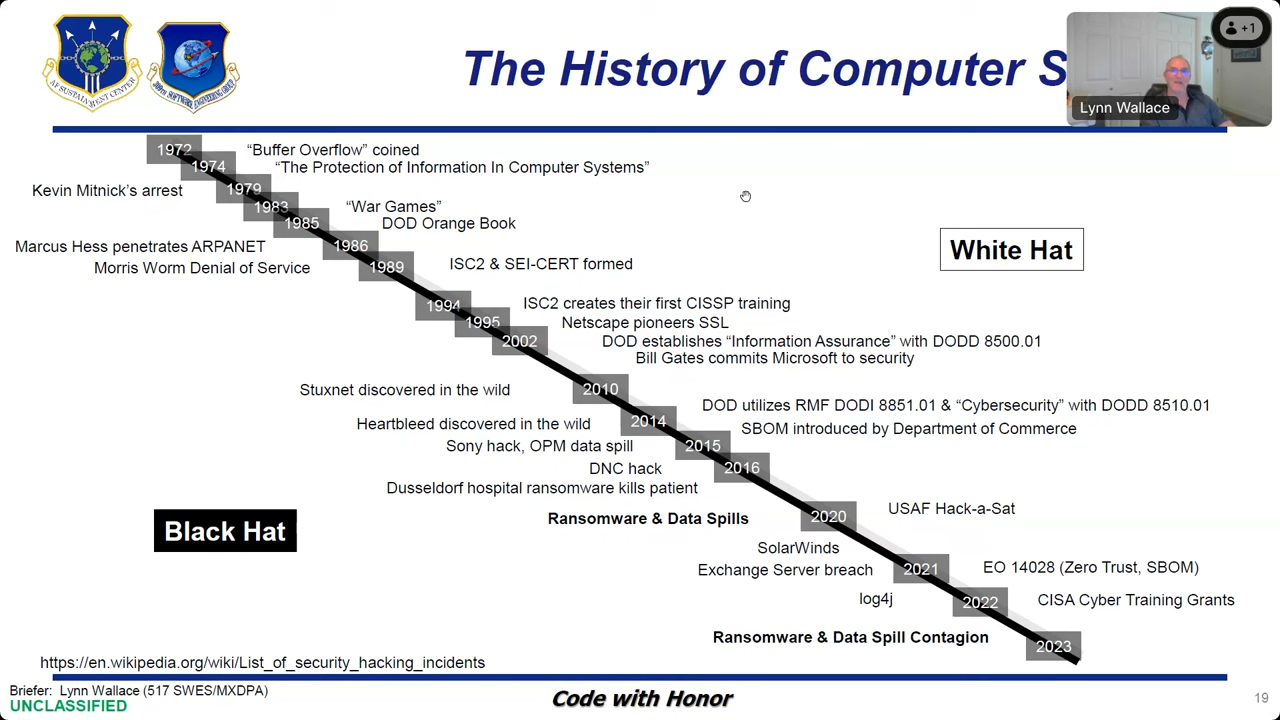 The History of Computer S
+1
Lynn Wallace
AF SUSTAINMENT CENTER
309TH SOFTWARE ENGINEERING GROUP
1972
"Buffer Overflow" coined
1974
"The Protection of Information In Computer Systems"
Kevin Mitnick's arrest
1979
1983
"War Games"
1985
DOD Orange Book
Marcus Hess penetrates ARPANET
1986
Morris Worm Denial of Service
1989
ISC2 & SEI-CERT formed
White Hat
1994
ISC2 creates their first CISSP training
1995
Netscape pioneers SSL
2002
DOD establishes "Information Assurance" with DODD 8500.01
Bill Gates commits Microsoft to security
Stuxnet discovered in the wild
2010
DOD utilizes RMF DODI 8851.01 & "Cybersecurity" with DODD 8510.01
Heartbleed discovered in the wild
2014
SBOM introduced by Department of Commerce
Sony hack, OPM data spill
2015
DNC hack
2016
Dusseldorf hospital ransomware kills patient
Black Hat
Ransomware & Data Spills
2020
USAF Hack-a-Sat
SolarWinds
Exchange Server breach
2021
EO 14028 (Zero Trust, SBOM)
log4j
2022
CISA Cyber Training Grants
Ransomware & Data Spill Contagion
2023
https://en.wikipedia.org/wiki/List_of_security_hacking_incidents
Briefer: Lynn Wallace (517 SWES/MXDPA)
UNCLASSIFIED
Code with Honor
19